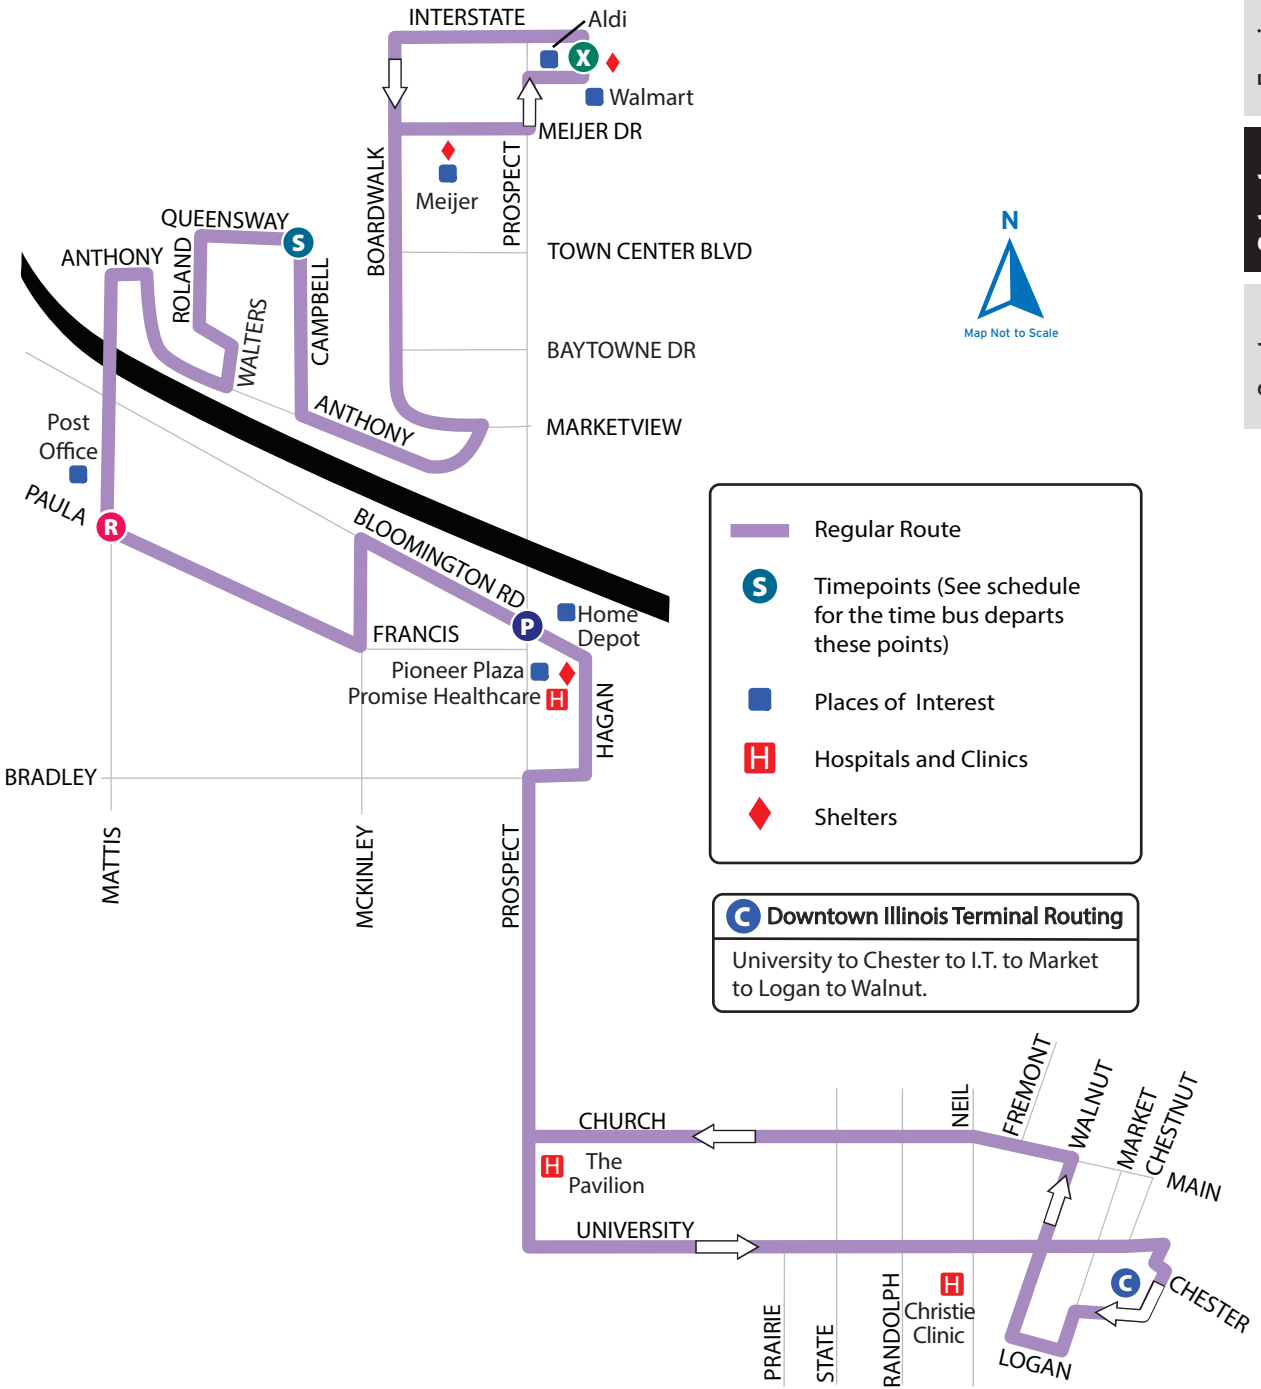 INTERSTATE
Aldi
X
Walmart
MEIJER DR
BOARDWALK
PROSPECT
Meijer
QUEENSWAY
S
ANTHONY
ROLAND
CAMPBELL
WALTERS
TOWN CENTER BLVD
BAYTOWNE DR
ANTHONY
MARKETVIEW
N
Map Not to Scale
Post
Office
PAULA
R
BLOOMINGTON RD
P
Home
Depot
FRANCIS
Pioneer Plaza
Promise Healthcare
H
HAGAN
BRADLEY
MATTIS
MCKINLEY
PROSPECT
Regular Route
S
Timepoints (See schedule
for the time bus departs
these points)
Places of Interest
H
Hospitals and Clinics
Shelters
C Downtown Illinois Terminal Routing
University to Chester to I.T. to Market
to Logan to Walnut.
CHURCH
NEIL
FREMONT
WALNUT
MARKET
CHESTNUT
MAIN
H
The
Pavilion
UNIVERSITY
PRAIRIE
STATE
RANDOLPH
H
Christie
Clinic
C
CHESTER
LOGAN